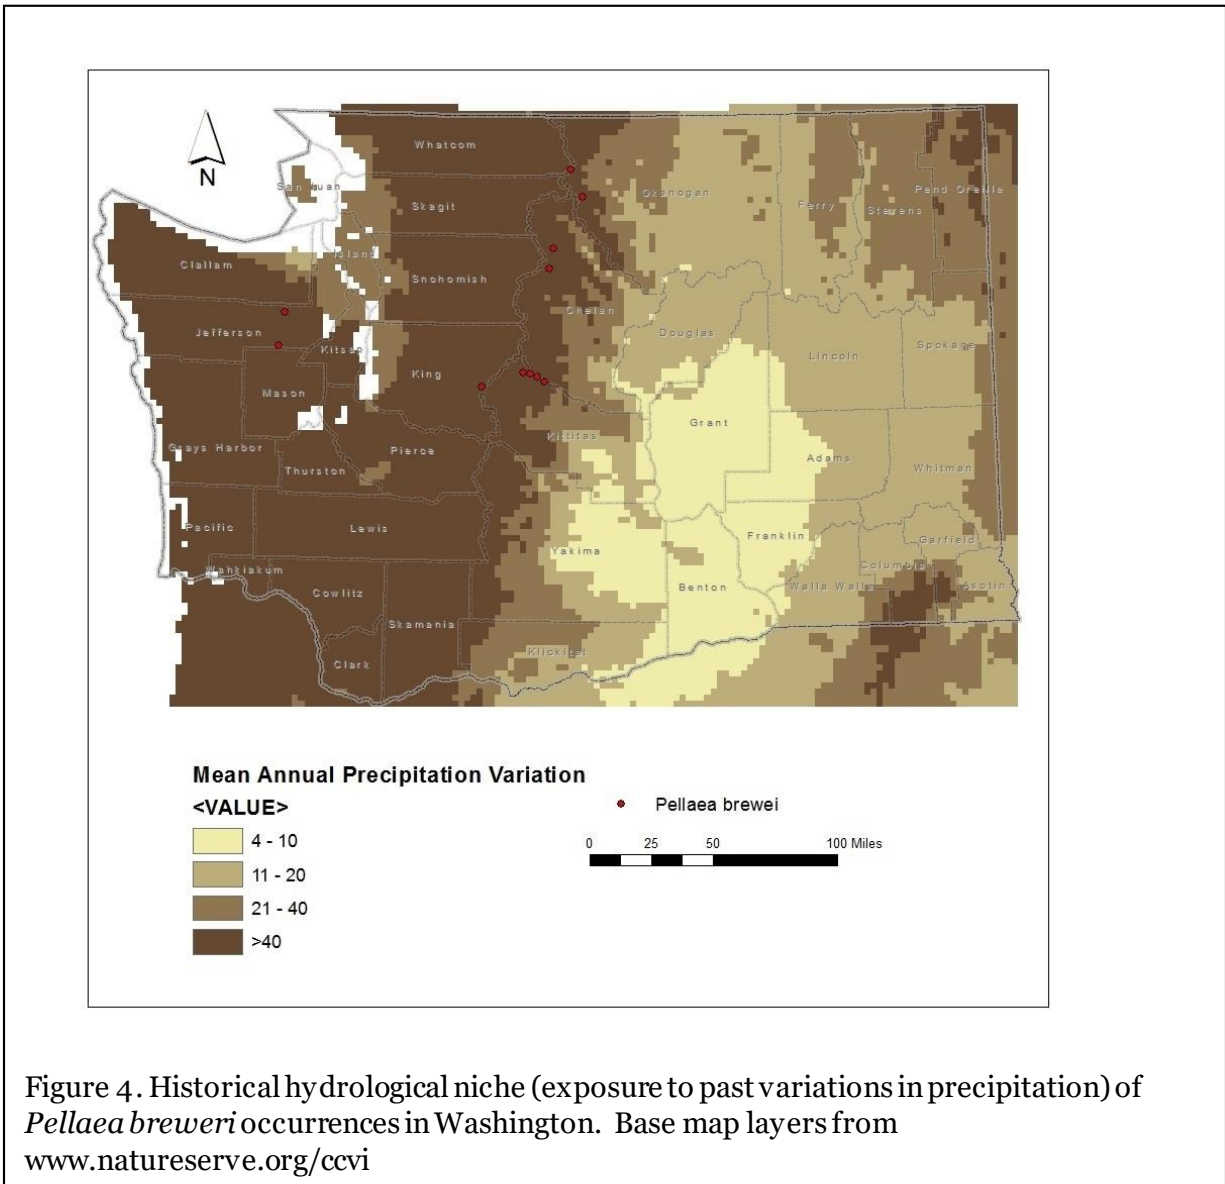 N
Whatcom
San Juan
Skagit
Okanogan
Ferry
Stevens
Pend Oreille
Island
Clallam
Snohomish
Chelan
Jefferson
Kitsap
Douglas
Lincoln
Spokane
King
Mason
Grant
Kittitas
Grays Harbor
Thurston
Pierce
Adams
Whitman
Pacific
Lewis
Yakima
Franklin
Garfield
Wahkiakum
Cowlitz
Benton
Walla Walla
Columbia
Asotin
Skamania
Clark
Klickitat
Mean Annual Precipitation Variation
<VALUE>
4 - 10
11 - 20
21 - 40
>40
Pellaea brewei
0 25 50 100 Miles
Figure 4. Historical hydrological niche (exposure to past variations in precipitation) of
Pellaea breweri occurrences in Washington. Base map layers from
www.natureserve.org/ccvi